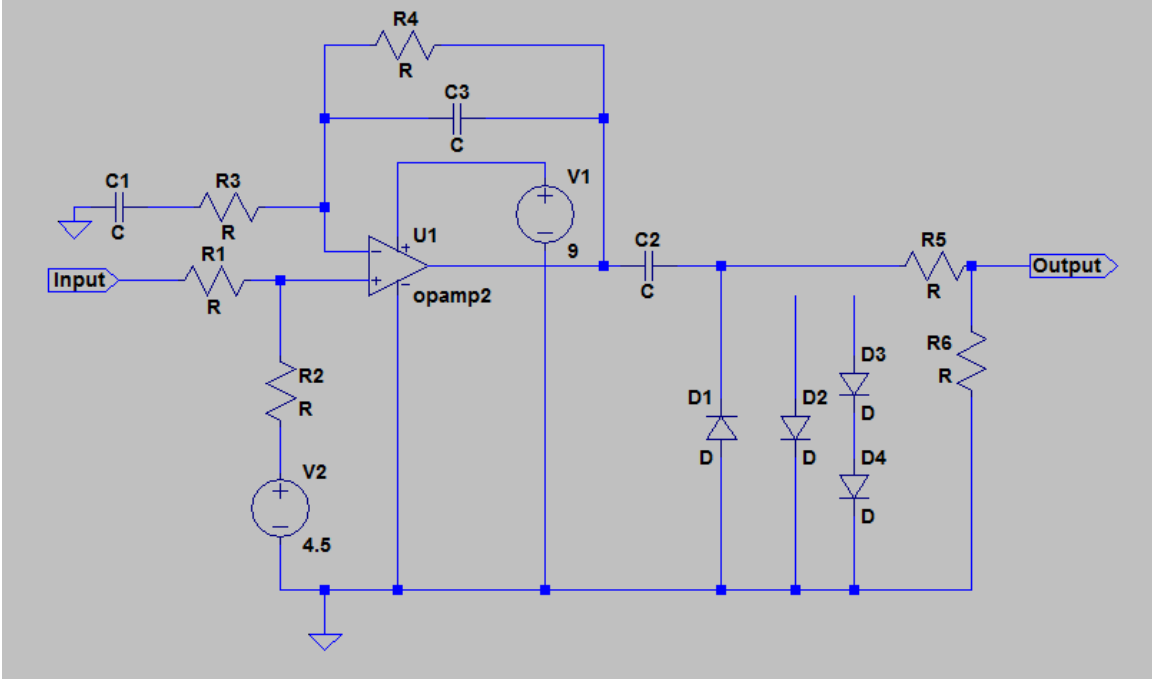 R4
R
C3
C
V1
9
C1
C
R3
R
U1
opamp2
Input
R1
R
C2
C
R5
R
Output
R6
R
R2
R
V2
4.5
D1
D
D2
D
D3
D
D4
D